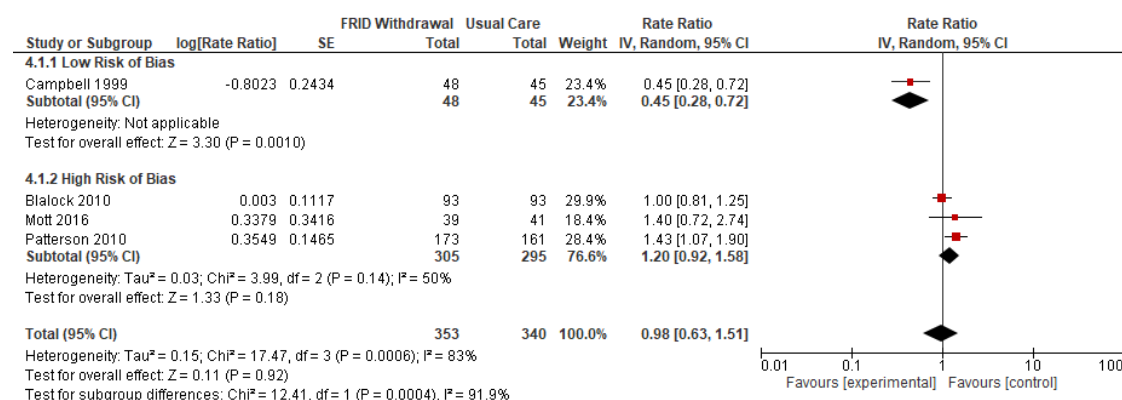 FRID Withdrawal Usual Care Rate Ratio Rate Ratio
Study or Subgroup log[Rate Ratio] SE Total Total Weight IV, Random, 95% CI IV, Random, 95% CI
4.1.1 Low Risk of Bias
Campbell 1999 -0.8023 0.2434 48 45 23.4% 0.45 [0.28, 0.72]
Subtotal (95% CI) 48 45 23.4% 0.45 [0.28, 0.72]
Heterogeneity: Not applicable
Test for overall effect: Z = 3.30 (P = 0.0010)
4.1.2 High Risk of Bias
Blalock 2010 0.003 0.1117 93 93 29.9% 1.00 [0.81, 1.25]
Mott 2016 0.3379 0.3416 39 41 18.4% 1.40 [0.72, 2.74]
Patterson 2010 0.3549 0.1465 173 161 28.4% 1.43 [1.07, 1.90]
Subtotal (95% CI) 305 295 76.6% 1.20 [0.92, 1.58]
Heterogeneity: Tau² = 0.03; Chi² = 3.99, df = 2 (P = 0.14); I² = 50%
Test for overall effect: Z = 1.33 (P = 0.18)
Total (95% CI) 353 340 100.0% 0.98 [0.63, 1.51]
Heterogeneity: Tau² = 0.15; Chi² = 17.47, df = 3 (P = 0.0006); I² = 83%
Test for overall effect: Z = 0.11 (P = 0.92)
Test for subgroup differences: Chi² = 12.41, df = 1 (P = 0.0004), I² = 91.9%
0.01 0.1 1 10 100
Favours [experimental] Favours [control]